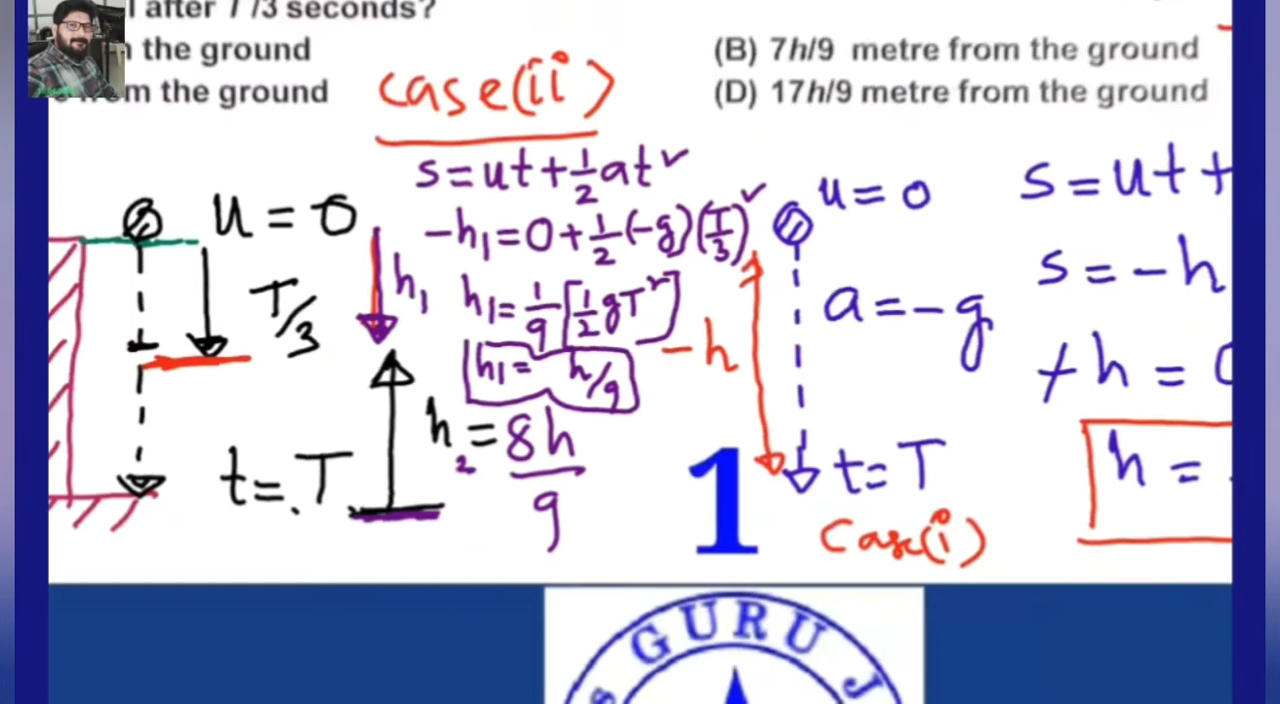 l after T/3 seconds?
the ground
(B) 7h/9 metre from the ground
m the ground
(D) 17h/9 metre from the ground
case(ii)
s=ut+½at²
-h₁=0+½(-g)(T/3)²
h₁=1/9[½gT²]
h₁= h/9
h₂=8h/9
u=0
T/3
h₁
t=T
u=0
a=-g
-h
t=T
Case(i)
1
s=ut+
s=-h
+h=0
h=
S GURU J